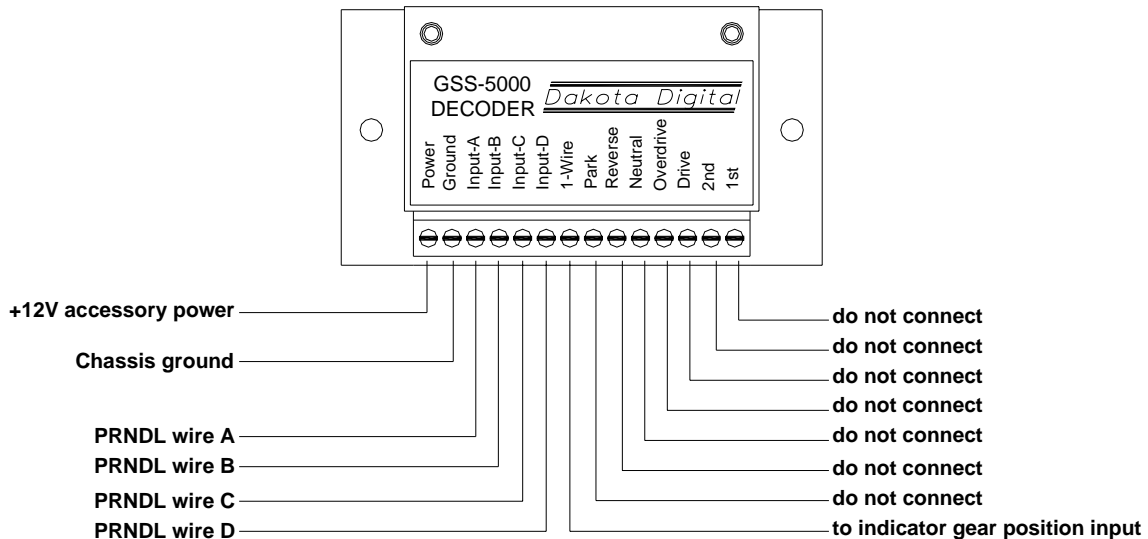 GSS-5000
DECODER
Dakota Digital
Power
Ground
Input-A
Input-B
Input-C
Input-D
1-Wire
Park
Reverse
Neutral
Overdrive
Drive
2nd
1st
+12V accessory power
Chassis ground
PRNDL wire A
PRNDL wire B
PRNDL wire C
PRNDL wire D
do not connect
do not connect
do not connect
do not connect
do not connect
do not connect
do not connect
to indicator gear position input